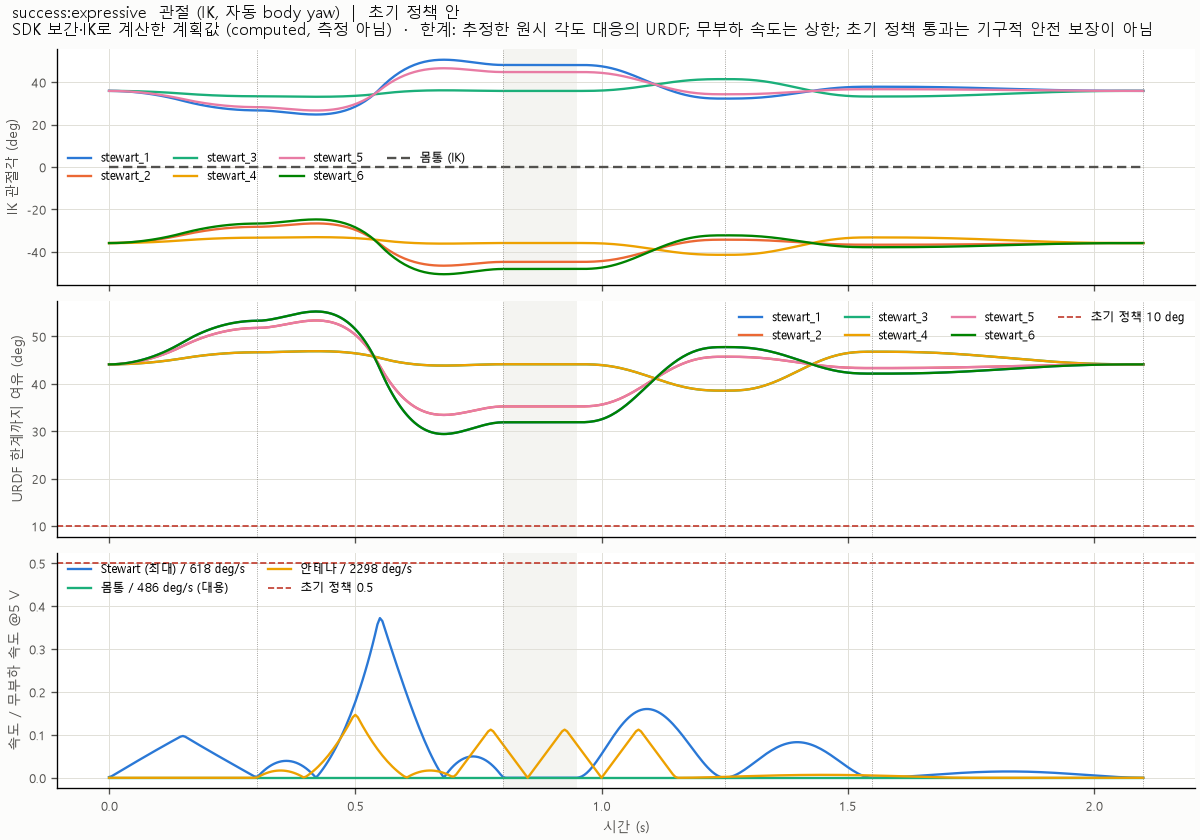 success:expressive 관절 (IK, 자동 body yaw) | 초기 정책 안
SDK 보간·IK로 계산한 계획값 (computed, 측정 아님) · 한계: 추정한 원시 각도 대응의 URDF; 무부하 속도는 상한; 초기 정책 통과는 기구적 안전 보장이 아님
IK 관절각 (deg)
40
20
0
-20
-40
stewart_1 stewart_3 stewart_5 몸통 (IK)
stewart_2 stewart_4 stewart_6
URDF 한계까지 여유 (deg)
50
40
30
20
10
stewart_1 stewart_3 stewart_5 초기 정책 10 deg
stewart_2 stewart_4 stewart_6
속도 / 무부하 속도 @5 V
0.5
0.4
0.3
0.2
0.1
0.0
Stewart (최대) / 618 deg/s 안테나 / 2298 deg/s
몸통 / 486 deg/s (대용) 초기 정책 0.5
0.0 0.5 1.0 1.5 2.0
시간 (s)